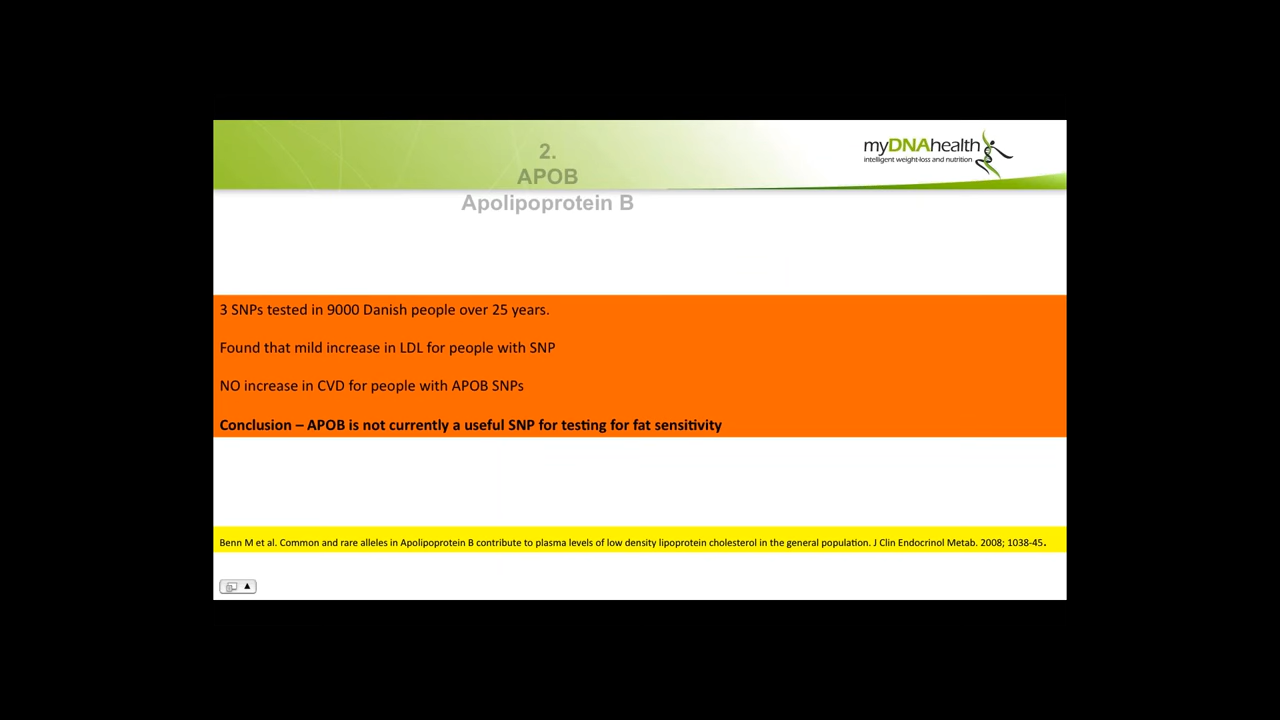 2.
APOB
Apolipoprotein B
myDNAhealth
intelligent weight-loss and nutrition
3 SNPs tested in 9000 Danish people over 25 years.
Found that mild increase in LDL for people with SNP
NO increase in CVD for people with APOB SNPs
Conclusion – APOB is not currently a useful SNP for testing for fat sensitivity
Benn M et al. Common and rare alleles in Apolipoprotein B contribute to plasma levels of low density lipoprotein cholesterol in the general population. J Clin Endocrinol Metab. 2008; 1038-45.